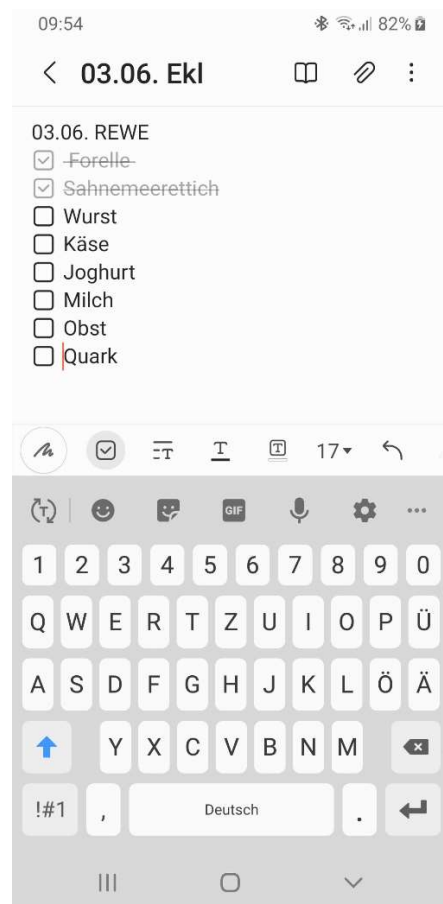 09:54 82%
03.06. Ekl
03.06. REWE
Forelle
Sahnemeerettich
Wurst
Käse
Joghurt
Milch
Obst
Quark
T T T 17
T GIF
1 2 3 4 5 6 7 8 9 0
Q W E R T Z U I O P Ü
A S D F G H J K L Ö Ä
Y X C V B N M
!#1 , Deutsch .